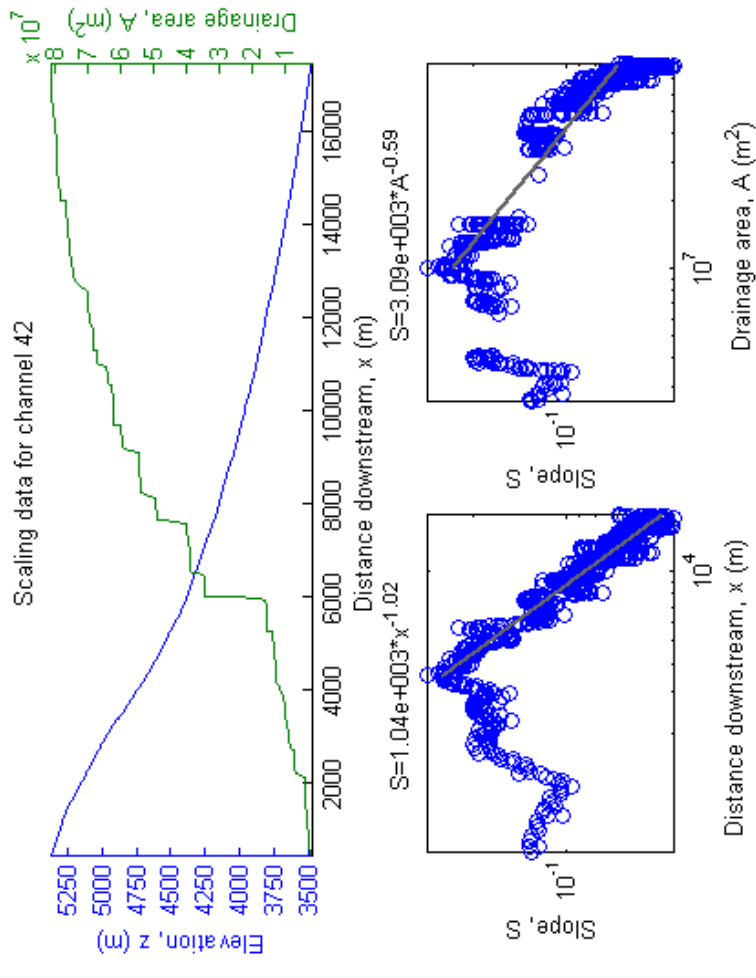 Scaling data for channel 42
Elevation, z (m)
5250
5000
4750
4500
4250
4000
3750
3500
2000
4000
6000
8000
10000
12000
14000
16000
Distance downstream, x (m)
x 10^7
8
7
6
5
4
3
2
1
Drainage area, A (m²)
S=1.04e+003*x^-1.02
Slope, S
10^-1
10^4
Distance downstream, x (m)
S=3.09e+003*A^-0.59
Slope, S
10^-1
10^7
Drainage area, A (m²)